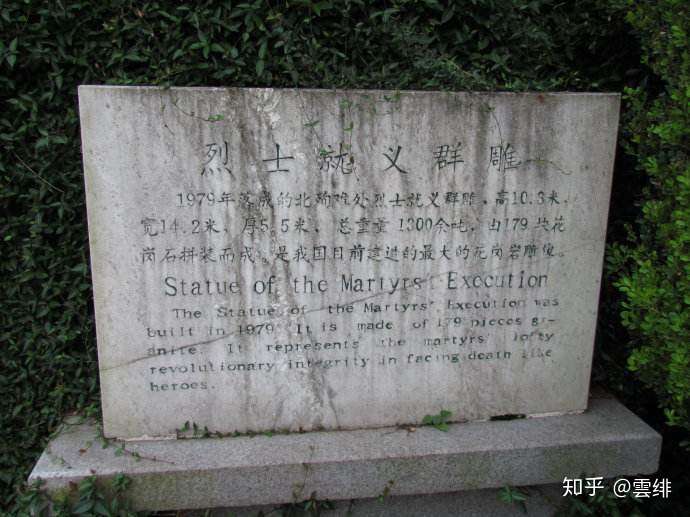 烈士就义群雕
1979年落成的北殉难处烈士就义群雕，高10.3米，
宽14.2米，厚5.5米，总重量1300余吨，由179块花
岗石拼装而成。是我国目前建造的最大的花岗岩雕像。
Statue of the Martyrs' Execution
The Statue of the Martyrs' Execution was
built in 1979. It is made of 179 pieces gr-
anite. It represents the martyrs' lofty
revolutionary integrity in facing death like
heroes.
知乎 @雲绯